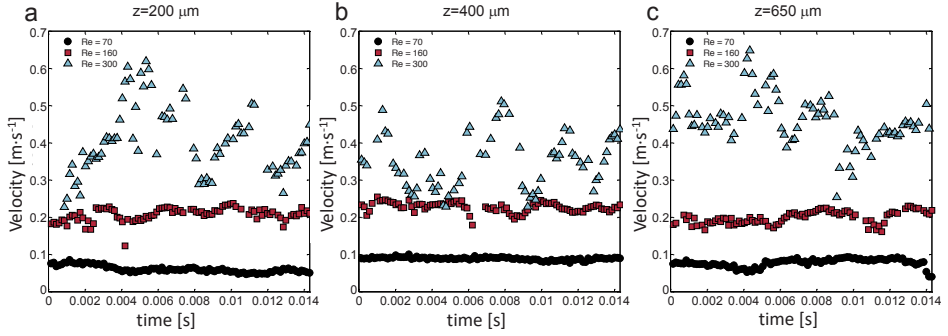 a z=200 μm
0.7
0.6
0.5
0.4
0.3
0.2
0.1
0
Velocity [m·s⁻¹]
Re = 70
Re = 160
Re = 300
0 0.002 0.004 0.006 0.008 0.01 0.012 0.014
time [s]
b z=400 μm
0.7
0.6
0.5
0.4
0.3
0.2
0.1
0
Velocity [m·s⁻¹]
Re = 70
Re = 160
Re = 300
0 0.002 0.004 0.006 0.008 0.01 0.012 0.014
time [s]
c z=650 μm
0.7
0.6
0.5
0.4
0.3
0.2
0.1
0
Velocity [m·s⁻¹]
Re = 70
Re = 160
Re = 300
0 0.002 0.004 0.006 0.008 0.01 0.012 0.014
time [s]